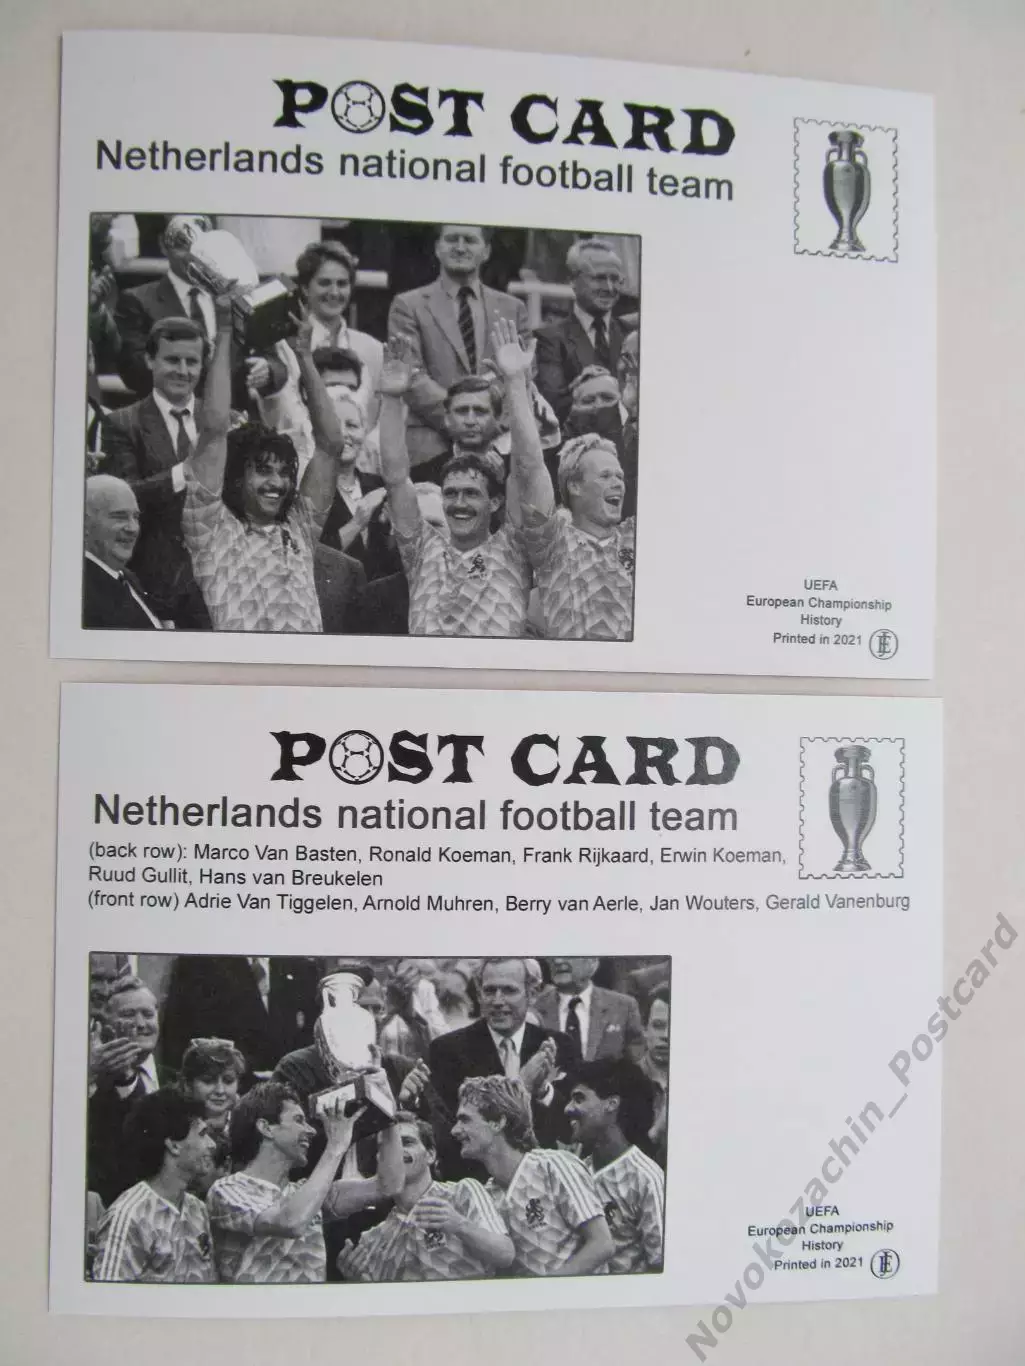 POST CARD
Netherlands national football team
UEFA
European Championship
History
Printed in 2021
POST CARD
Netherlands national football team
(back row): Marco Van Basten, Ronald Koeman, Frank Rijkaard, Erwin Koeman,
Ruud Gullit, Hans van Breukelen
(front row) Adrie Van Tiggelen, Arnold Muhren, Berry van Aerle, Jan Wouters, Gerald Vanenburg
UEFA
European Championship
History
Printed in 2021
Novokozachin_Postcard